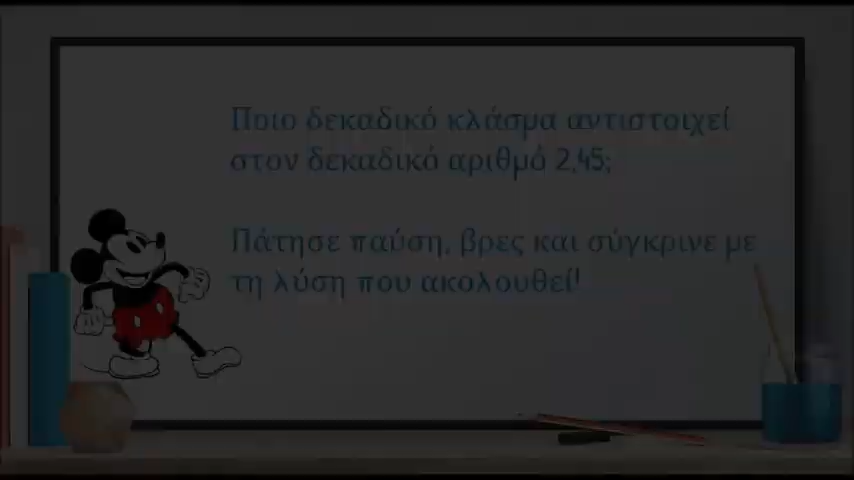 Ποιο δεκαδικό κλάσμα αντιστοιχεί
στον δεκαδικό αριθμό 2,45;
Πάτησε παύση, βρες και σύγκρινε με
τη λύση που ακολουθεί!